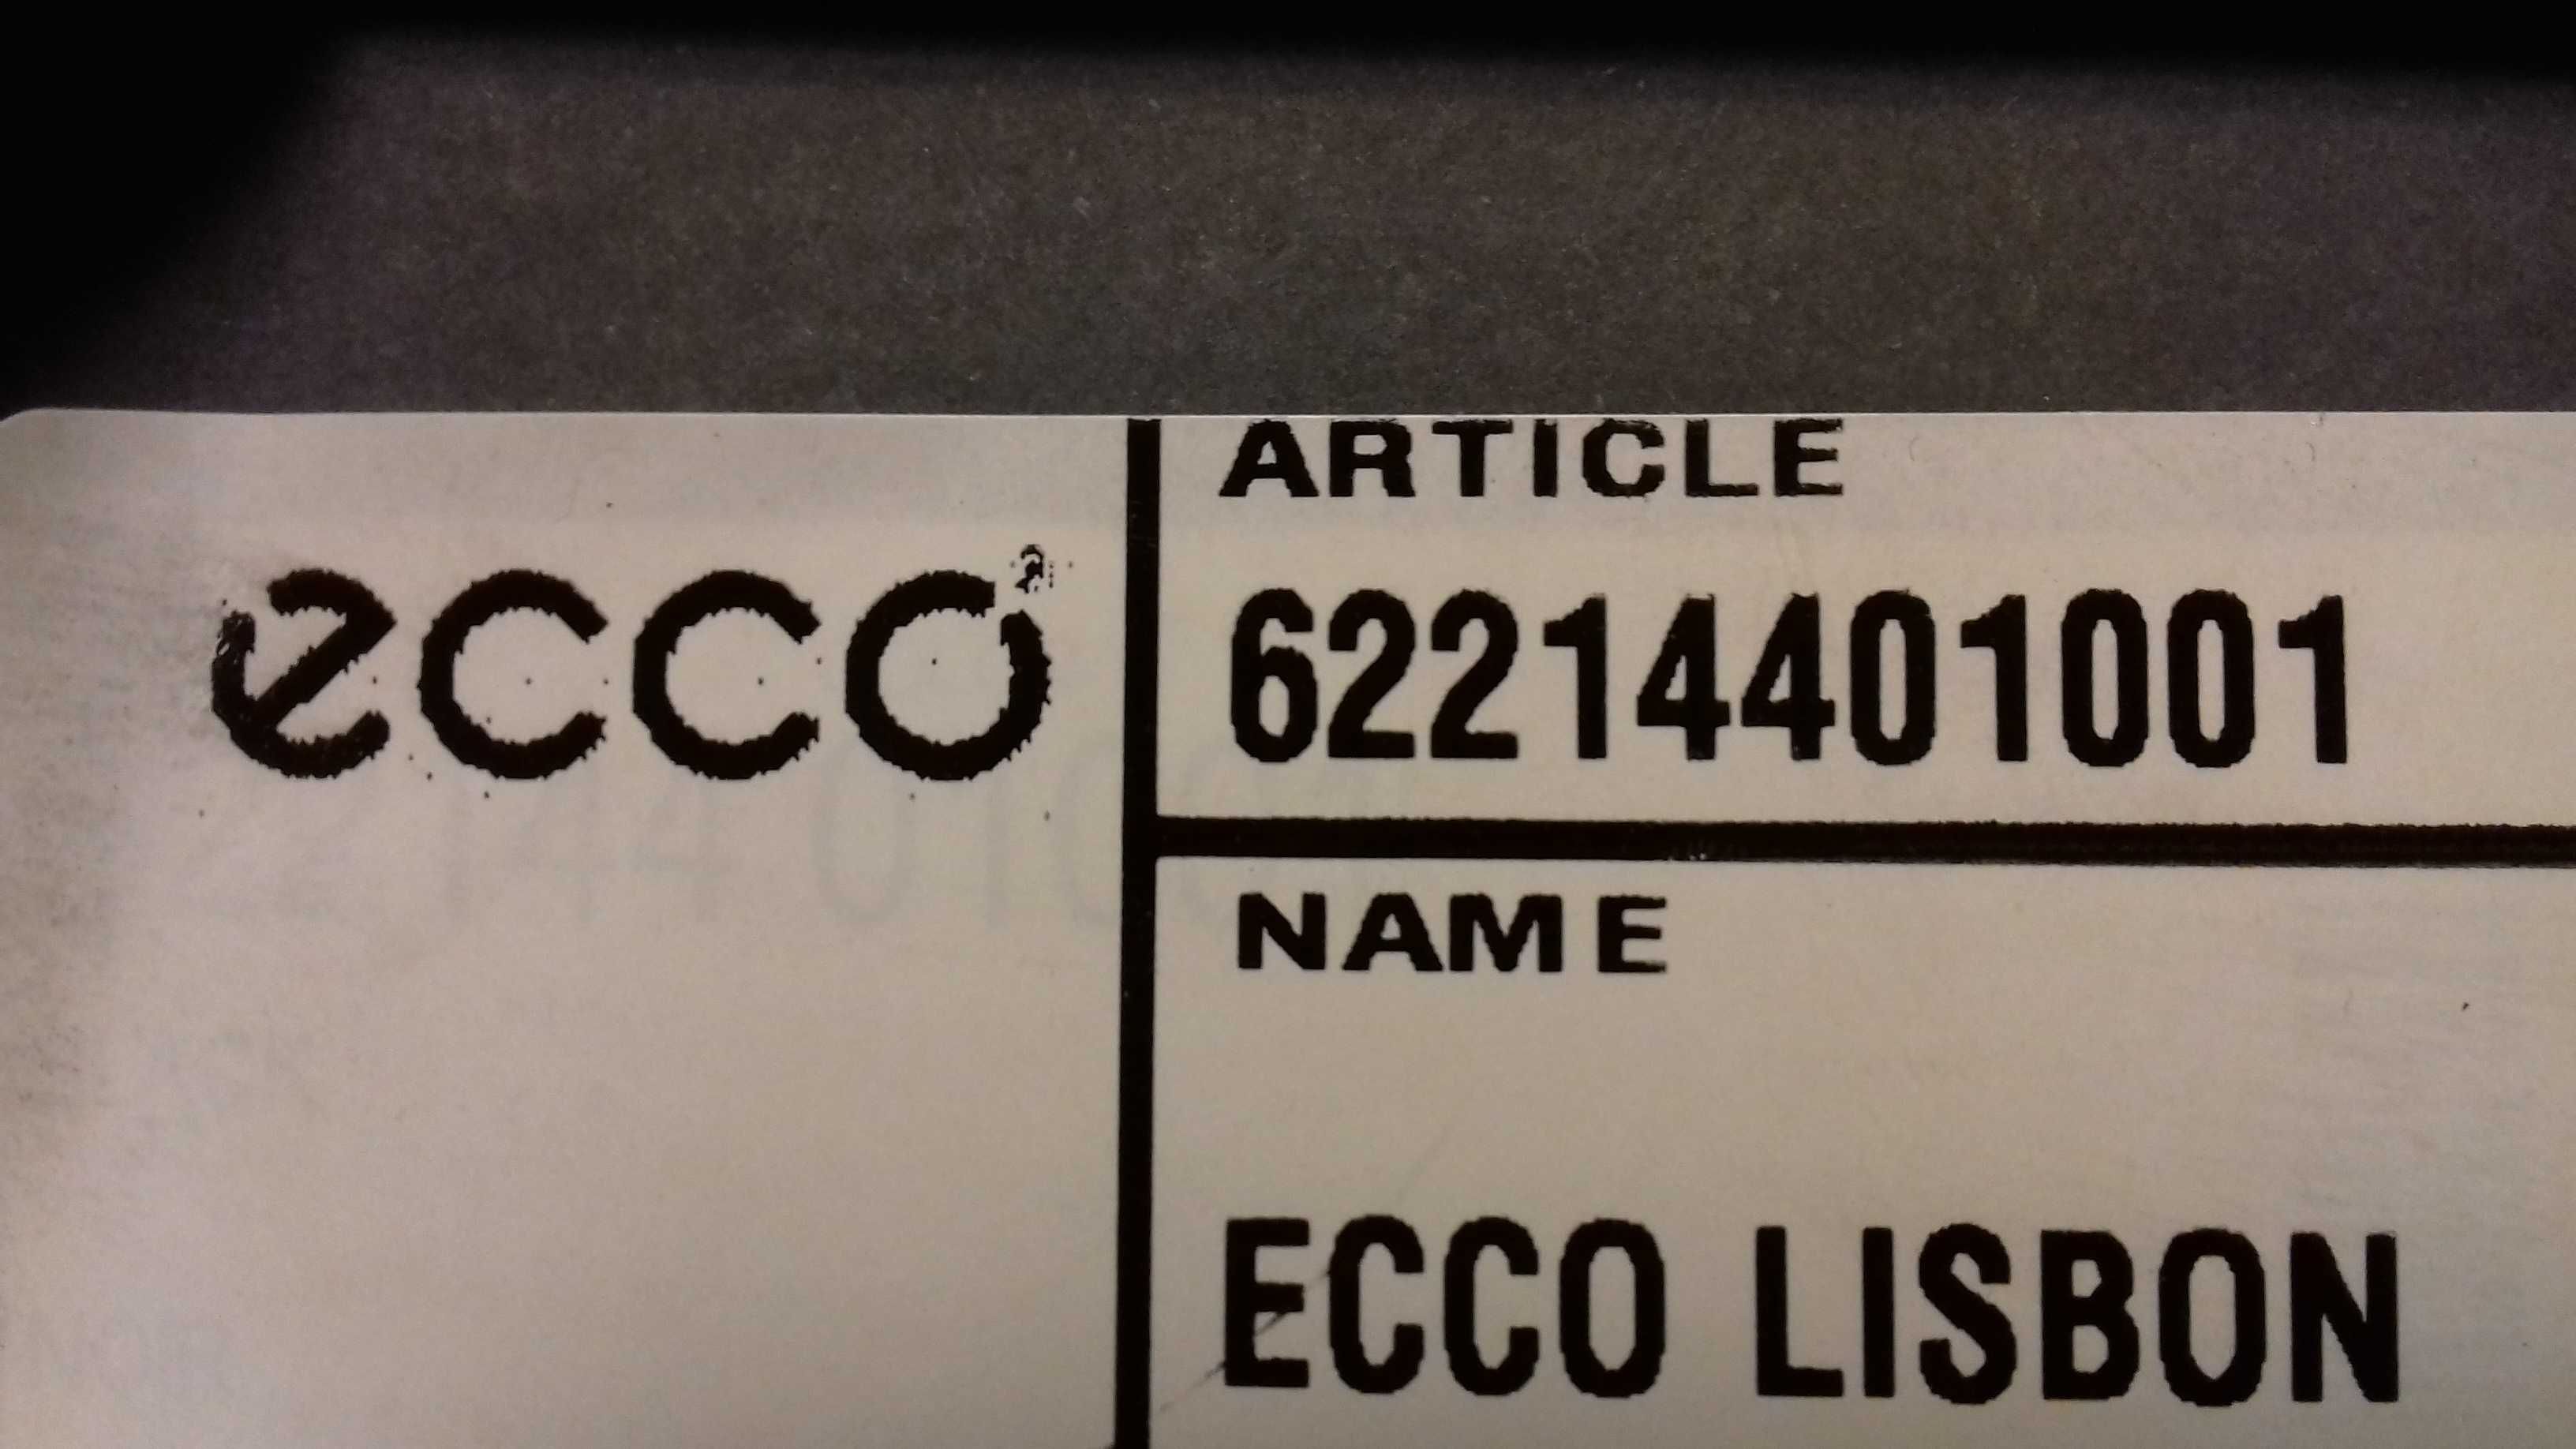 ecco
ARTICLE
62214401001
NAME
ECCO LISBON